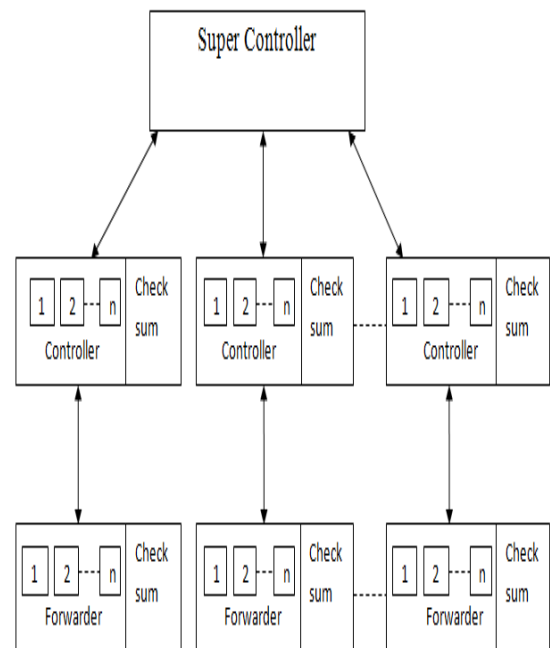 Super Controller
1 2 n Check
sum
Controller
1 2 n Check
sum
Controller
1 2 n Check
sum
Controller
1 2 n Check
sum
Forwarder
1 2 n Check
sum
Forwarder
1 2 n Check
sum
Forwarder